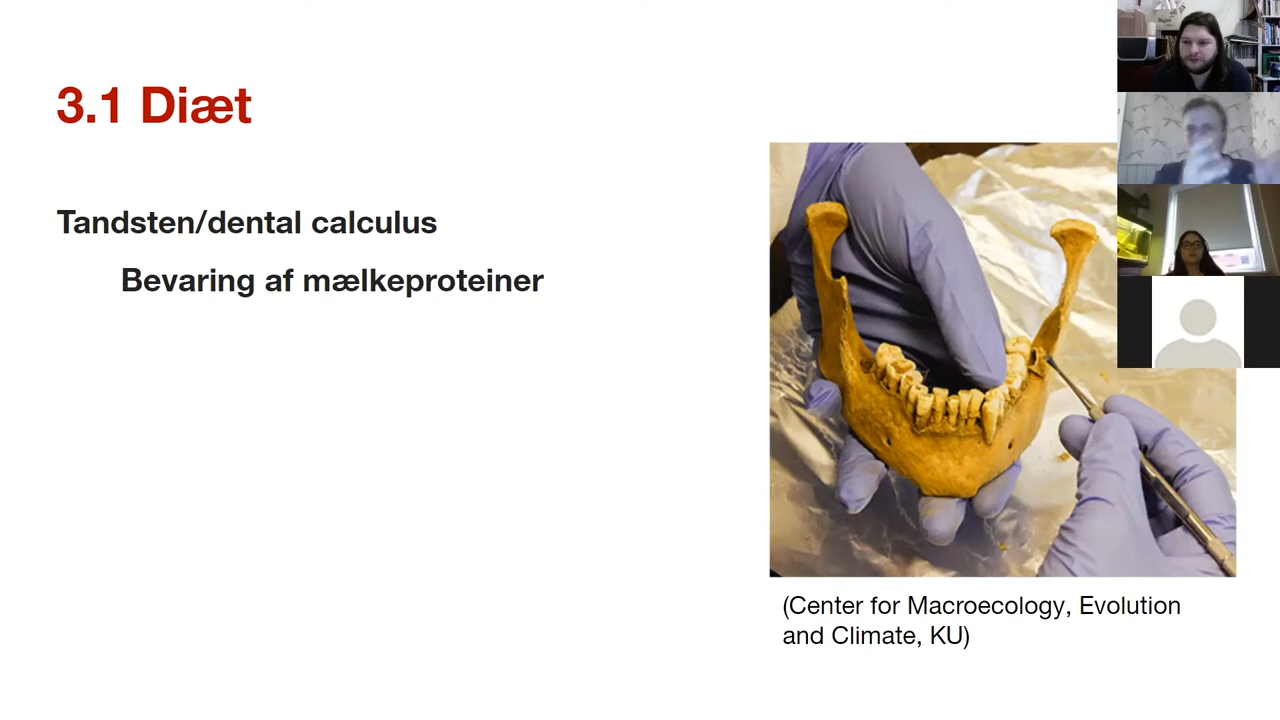 3.1 Diæt
Tandsten/dental calculus
Bevaring af mælkeproteiner
(Center for Macroecology, Evolution
and Climate, KU)